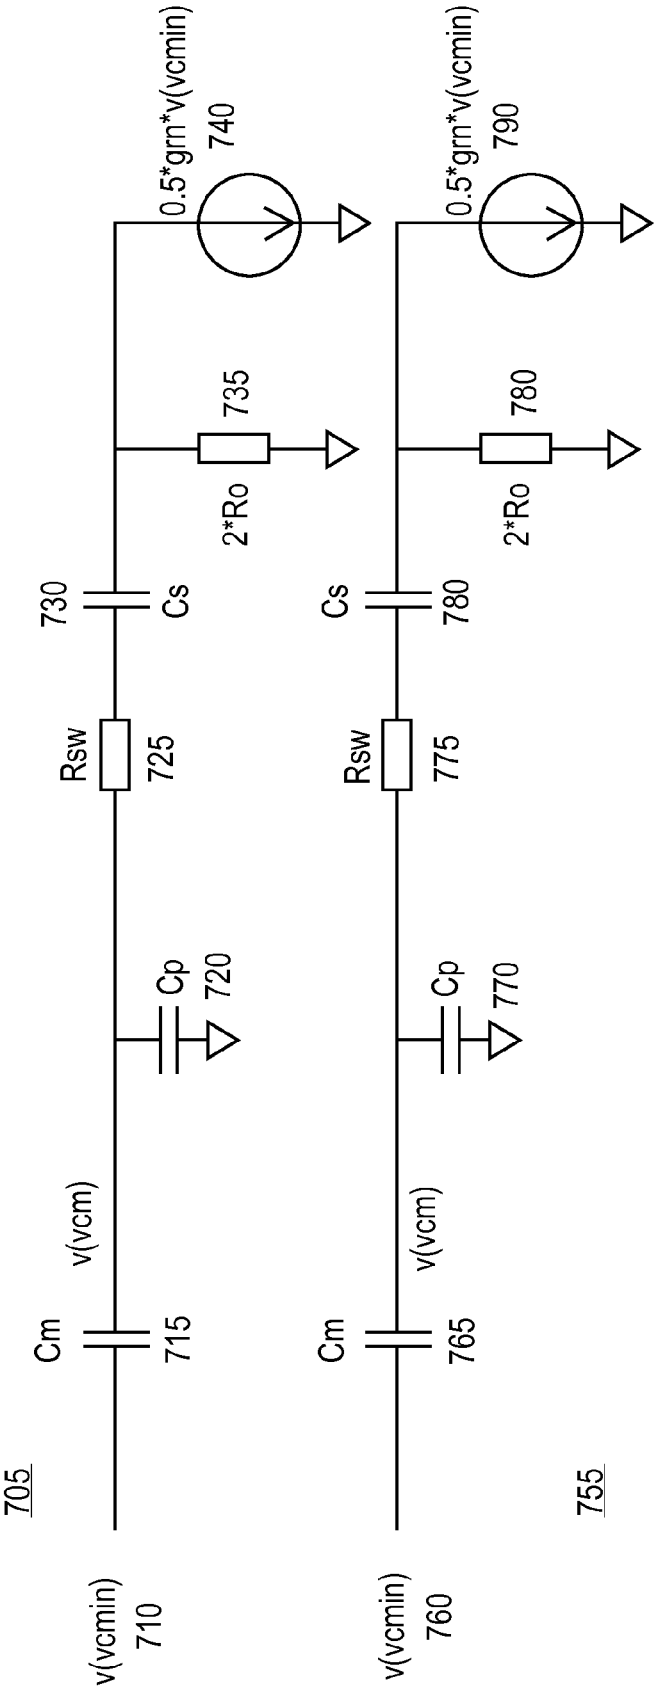 705
v(vcmin)
710
Cm
715
v(vcm)
Cp
720
Rsw
725
730
Cs
2*Ro
735
0.5*grn*v(vcmin)
740
v(vcmin)
760
Cm
765
v(vcm)
Cp
770
Rsw
775
Cs
780
2*Ro
780
0.5*grn*v(vcmin)
790
755